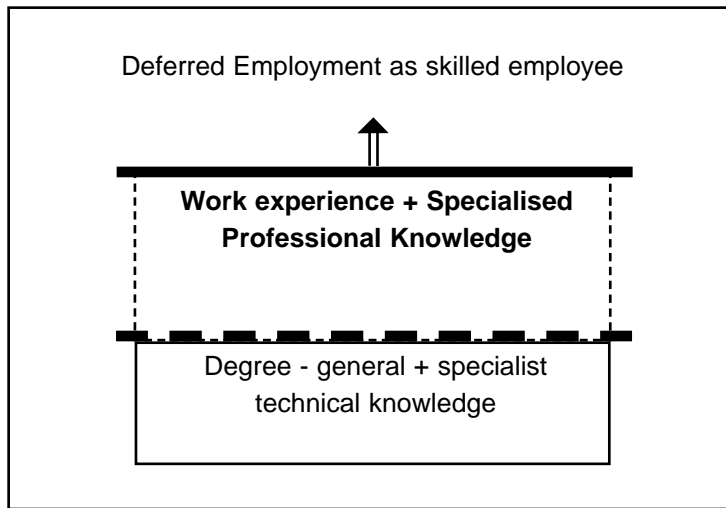 Deferred Employment as skilled employee
Work experience + Specialised
Professional Knowledge
Degree - general + specialist
technical knowledge